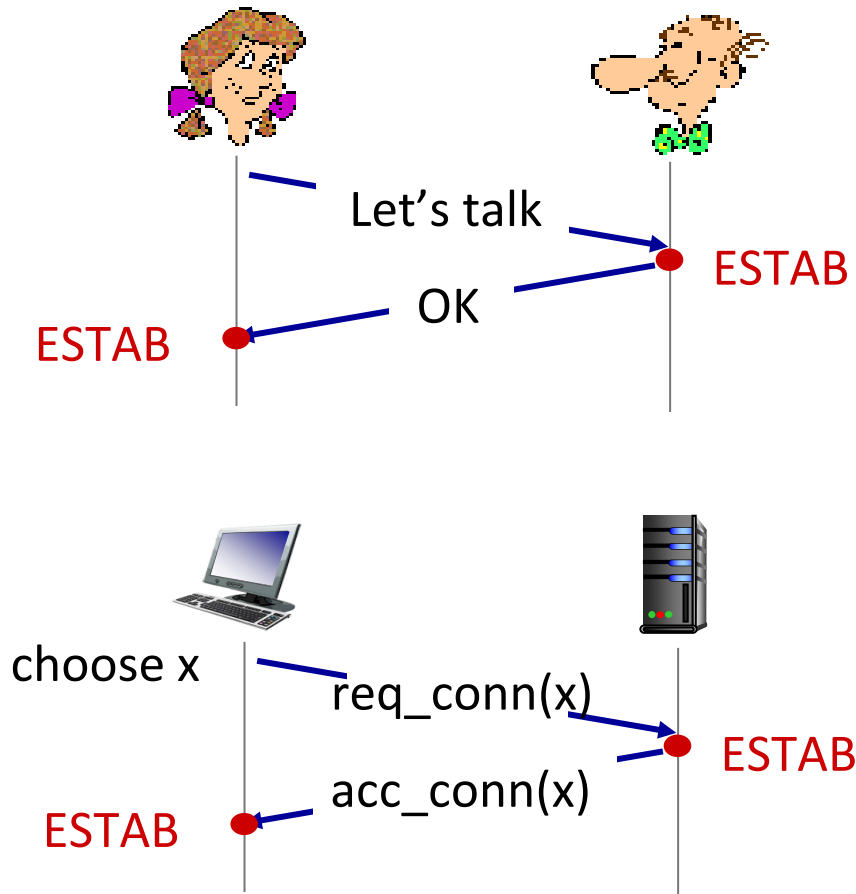 Let’s talk
ESTAB
OK
ESTAB
choose x
req_conn(x)
ESTAB
acc_conn(x)
ESTAB